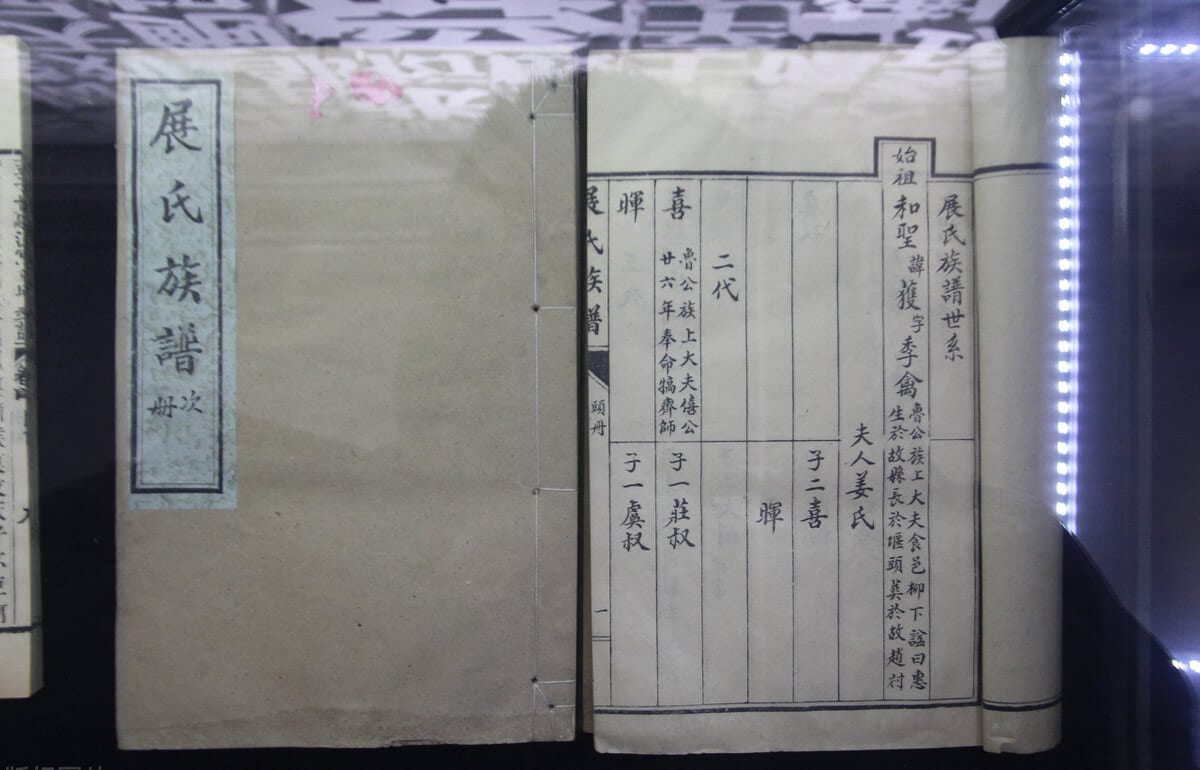 展氏族譜
次册
展氏族譜世系
始祖
和聖諱獲字季禽
魯公族上大夫食邑柳下諡曰惠
生於故縣長於堰頭葬於故趙村
夫人姜氏
子二喜
暉
二代
喜
魯公族上大夫僖公
廿六年奉命犒齊師
子一莊叔
暉
子一虞叔
展氏族譜
頭册
一